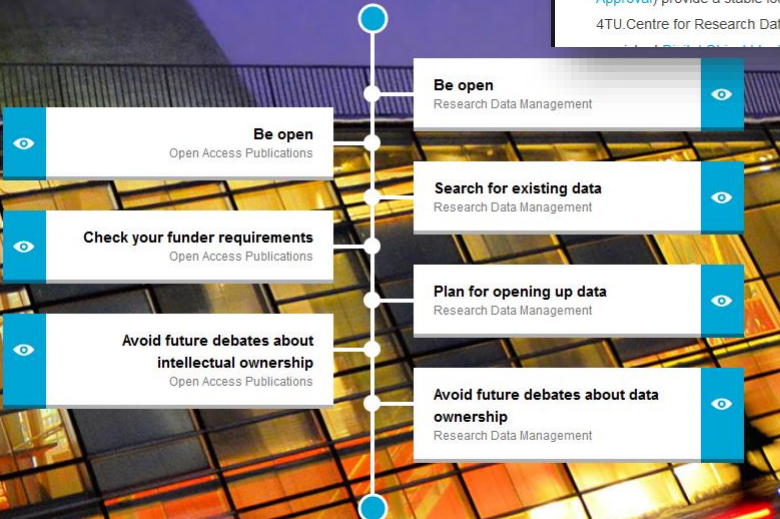 Approval) provide a stable
4TU.Centre for Research
Be open
Research Data Management
Be open
Open Access Publications
Search for existing data
Research Data Management
Check your funder requirements
Open Access Publications
Plan for opening up data
Research Data Management
Avoid future debates about
intellectual ownership
Open Access Publications
Avoid future debates about data
ownership
Research Data Management